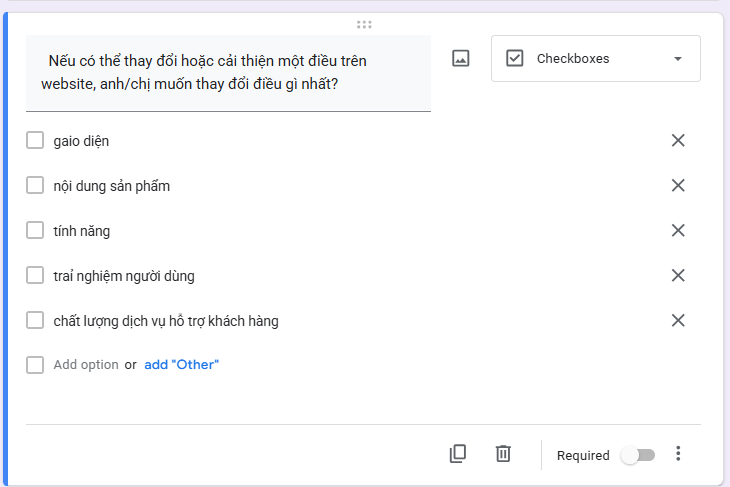 Nếu có thể thay đổi hoặc cải thiện một điều trên
website, anh/chị muốn thay đổi điều gì nhất?
Checkboxes
gaio diện
nội dung sản phẩm
tính năng
traỉ nghiệm người dùng
chất lượng dịch vụ hỗ trợ khách hàng
Add option or add "Other"
Required